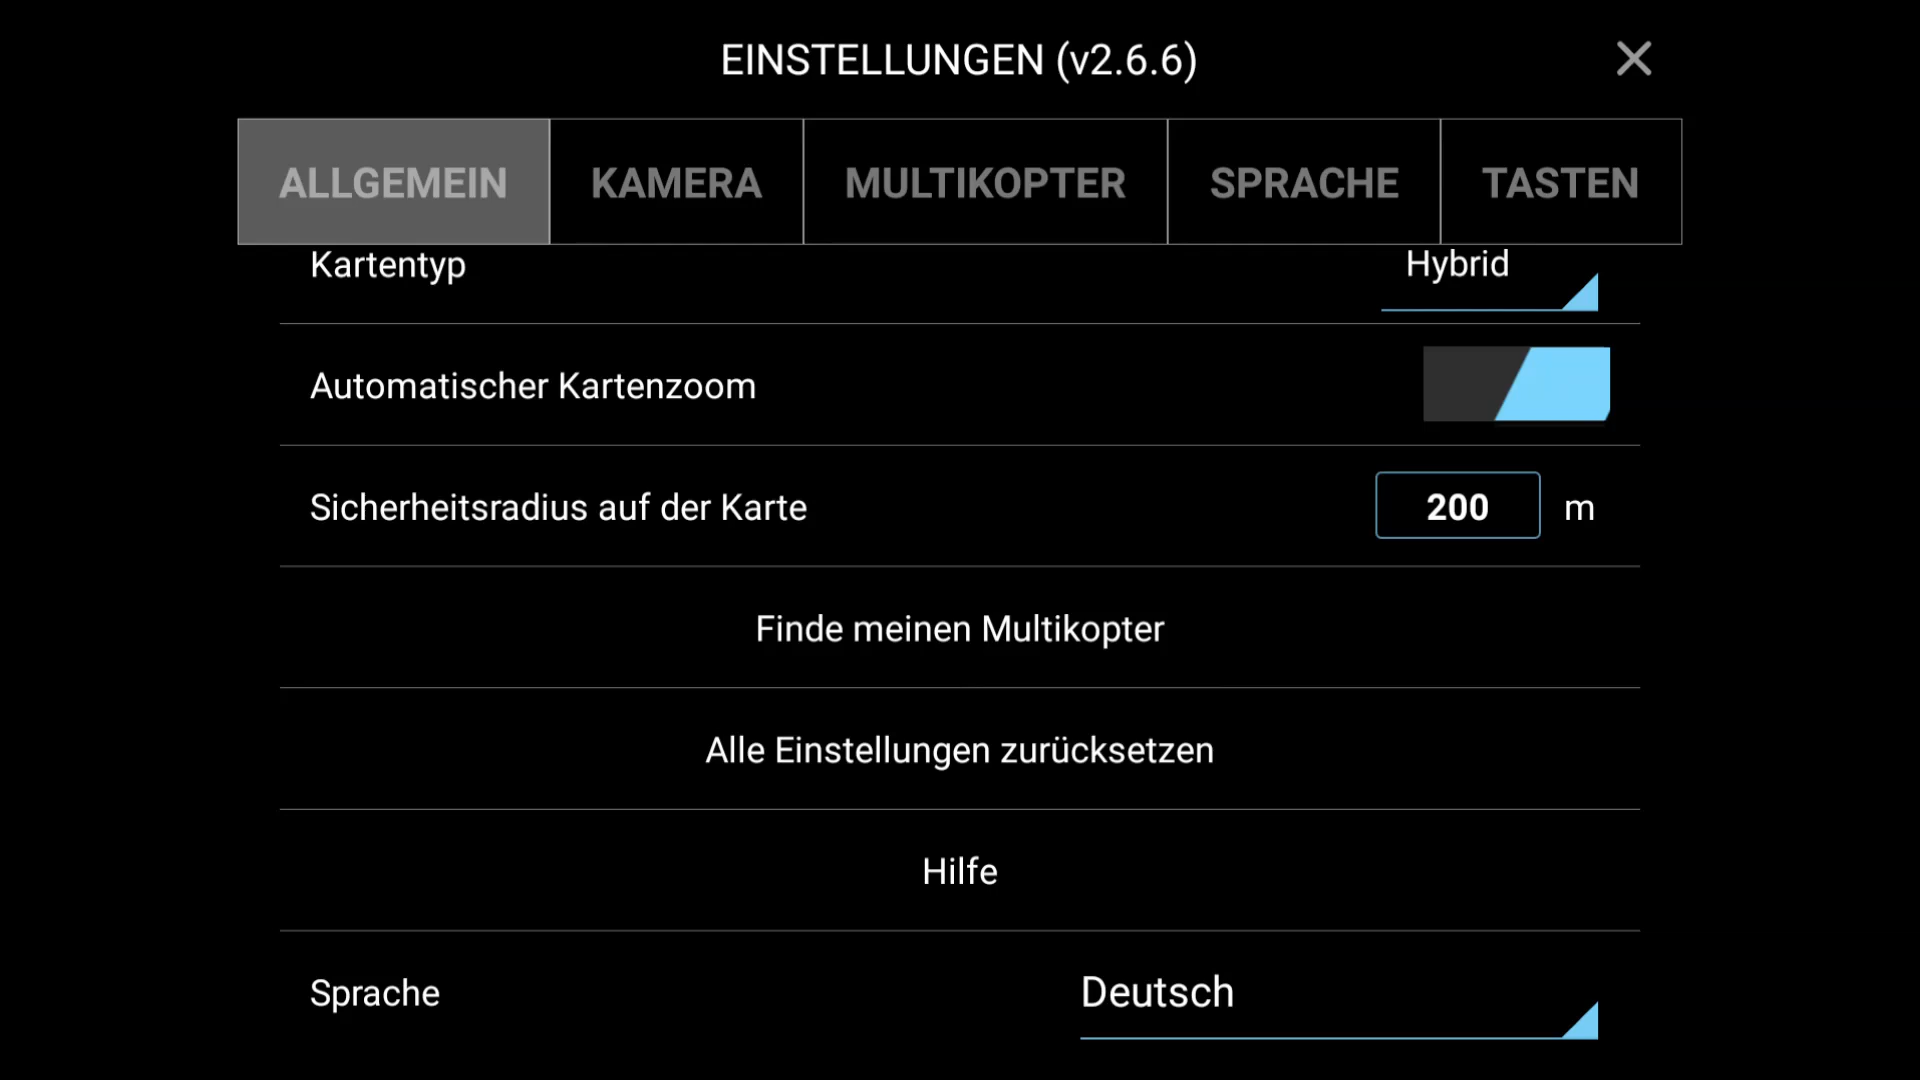 EINSTELLUNGEN (v2.6.6)
ALLGEMEIN KAMERA MULTIKOPTER SPRACHE TASTEN
Kartentyp Hybrid
Automatischer Kartenzoom
Sicherheitsradius auf der Karte 200 m
Finde meinen Multikopter
Alle Einstellungen zurücksetzen
Hilfe
Sprache Deutsch